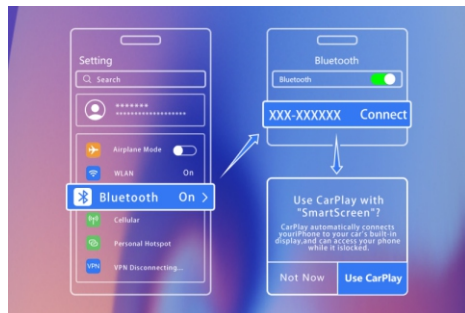 Setting
Search
*******
******************
Airplane Mode
WLAN On
Bluetooth On >
Cellular
Personal Hotspot
VPN VPN Disconnecting...
Bluetooth
Bluetooth
XXX-XXXXXX Connect
Use CarPlay with
"SmartScreen"?
CarPlay automatically connects
youriPhone to your car's built-in
display,and can access your phone
while it islocked.
Not Now Use CarPlay